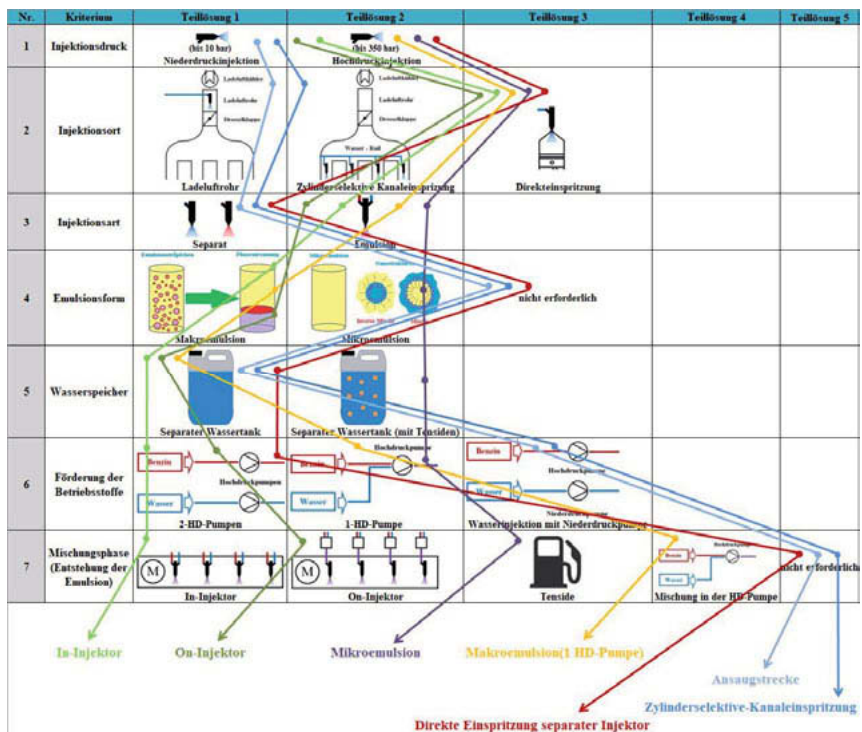 Nr. Kriterium Teillösung 1 Teillösung 2 Teillösung 3 Teillösung 4 Teillösung 5
1 Injektionsdruck
(bis 10 bar)
Niederdruckinjektion
(bis 350 bar)
Hochdruckinjektion
2 Injektionsort
Ladeluftkühler
Ladeluftrohr
Drosselklappe
Ladeluftrohr
Ladeluftkühler
Ladeluftrohr
Drosselklappe
Wasser - Rail
Zylinderselektive Kanaleinspritzung
Direkteinspritzung
3 Injektionsart
Separat
Emulsion
4 Emulsionsform
Makroemulsion
Mikroemulsion
nicht erforderlich
5 Wasserspeicher
Separater Wassertank
Separater Wassertank (mit Tensiden)
6 Förderung der
Betriebsstoffe
Benzin
Hochdruckpumpen
Wasser
2-HD-Pumpen
Hochdruckpumpe
Benzin
Wasser
1-HD-Pumpe
Benzin
Hochdruckpumpe
Wasser
Niederdruckpumpe
Wasserinjektion mit Niederdruckpumpe
7 Mischungsphase
(Entstehung der
Emulsion)
M
In-Injektor
M
On-Injektor
Tenside
Hochdruckpumpe
Benzin
Wasser
Mischung in der HD-Pumpe
nicht erforderlich
In-Injektor
On-Injektor
Mikroemulsion
Makroemulsion(1 HD-Pumpe)
Ansaugstrecke
Zylinderselektive-Kanaleinspritzung
Direkte Einspritzung separater Injektor